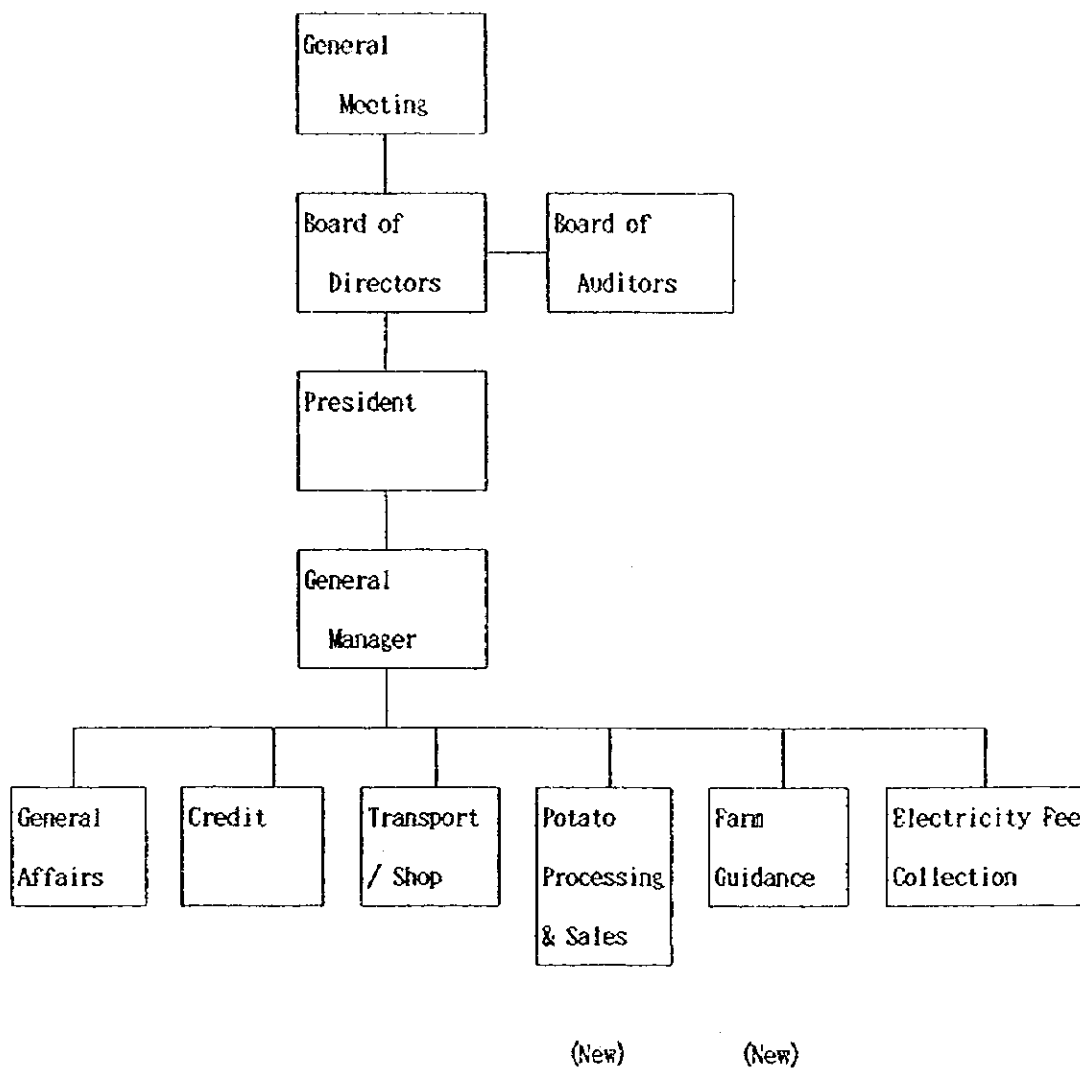 General
Meeting
Board of
Directors
Board of
Auditors
President
General
Manager
General
Affairs
Credit
Transport
/ Shop
Potato
Processing
& Sales
Farm
Guidance
Electricity Fee
Collection
(New)
(New)